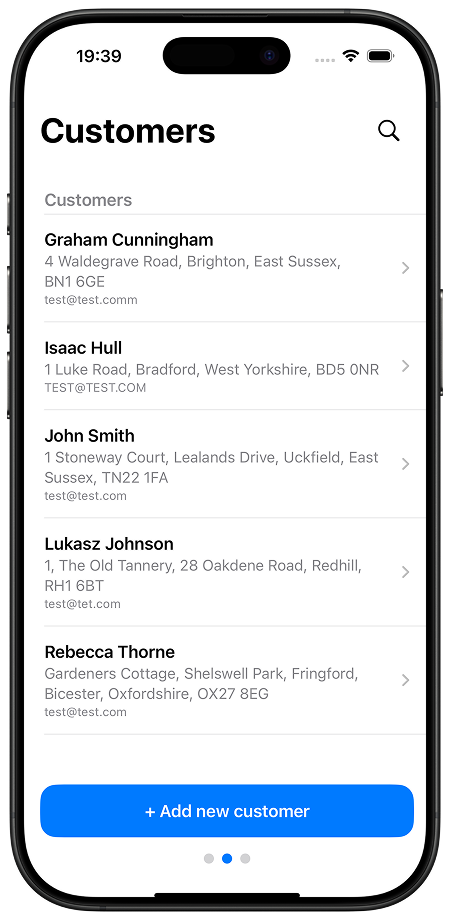 19:39
Customers
Customers
Graham Cunningham
4 Waldegrave Road, Brighton, East Sussex,
BN1 6GE
test@test.comm
Isaac Hull
1 Luke Road, Bradford, West Yorkshire, BD5 0NR
TEST@TEST.COM
John Smith
1 Stoneway Court, Lealands Drive, Uckfield, East
Sussex, TN22 1FA
test@test.com
Lukasz Johnson
1, The Old Tannery, 28 Oakdene Road, Redhill,
RH1 6BT
test@tet.com
Rebecca Thorne
Gardeners Cottage, Shelswell Park, Fringford,
Bicester, Oxfordshire, OX27 8EG
test@test.com
+ Add new customer